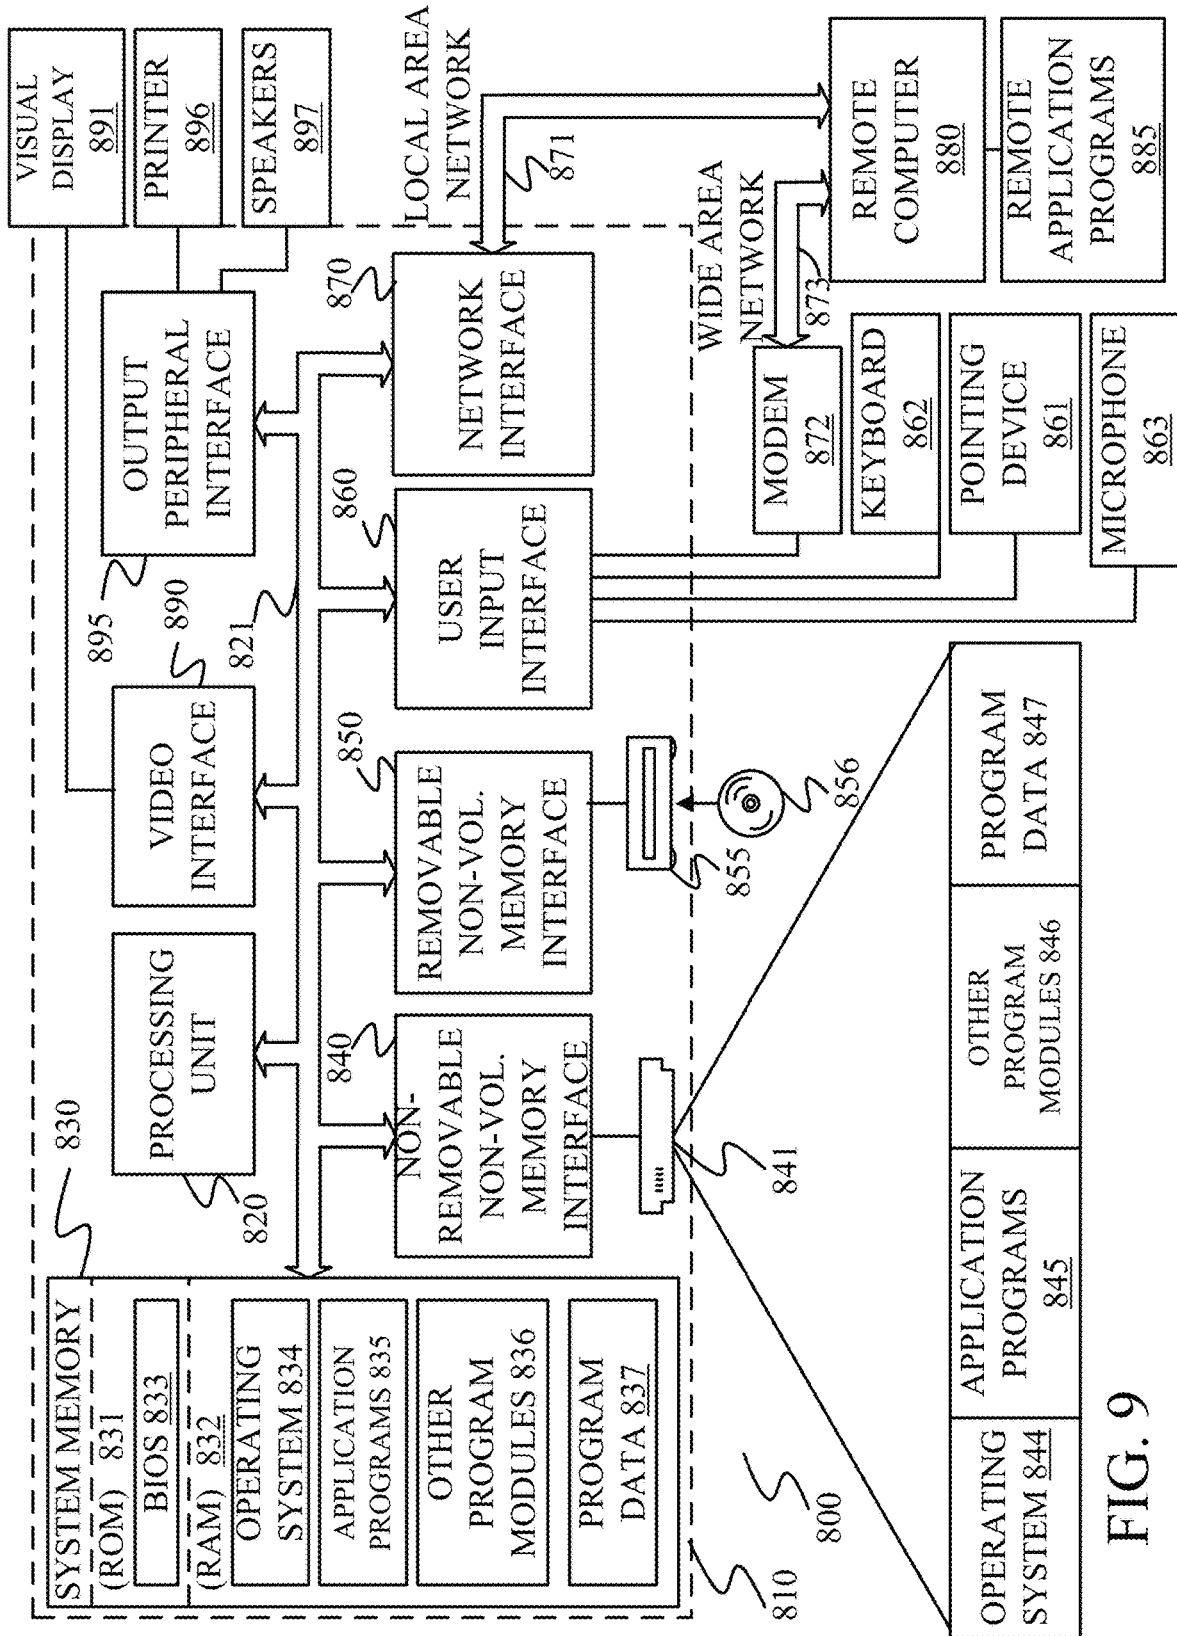 SYSTEM MEMORY
(ROM) 831
BIOS 833
(RAM) 832
OPERATING
SYSTEM 834
APPLICATION
PROGRAMS 835
OTHER
PROGRAM
MODULES 836
PROGRAM
DATA 837
830
820
PROCESSING
UNIT
VIDEO
INTERFACE
890
821
895
OUTPUT
PERIPHERAL
INTERFACE
VISUAL
DISPLAY
891
PRINTER
896
SPEAKERS
897
840
NON-
REMOVABLE
NON-VOL.
MEMORY
INTERFACE
850
REMOVABLE
NON-VOL.
MEMORY
INTERFACE
860
USER
INPUT
INTERFACE
870
NETWORK
INTERFACE
LOCAL AREA
NETWORK
871
WIDE AREA
NETWORK
873
MODEM
872
KEYBOARD
862
POINTING
DEVICE
861
MICROPHONE
863
REMOTE
COMPUTER
880
REMOTE
APPLICATION
PROGRAMS
885
810
800
841
855
856
OPERATING
SYSTEM 844
APPLICATION
PROGRAMS
845
OTHER
PROGRAM
MODULES 846
PROGRAM
DATA 847
FIG. 9